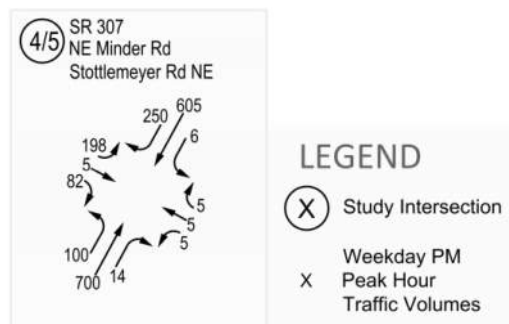 4/5
SR 307
NE Minder Rd
Stottlemeyer Rd NE
605
250
6
198
5
82
5
5
5
100
700
14
LEGEND
X Study Intersection
Weekday PM
X Peak Hour
Traffic Volumes